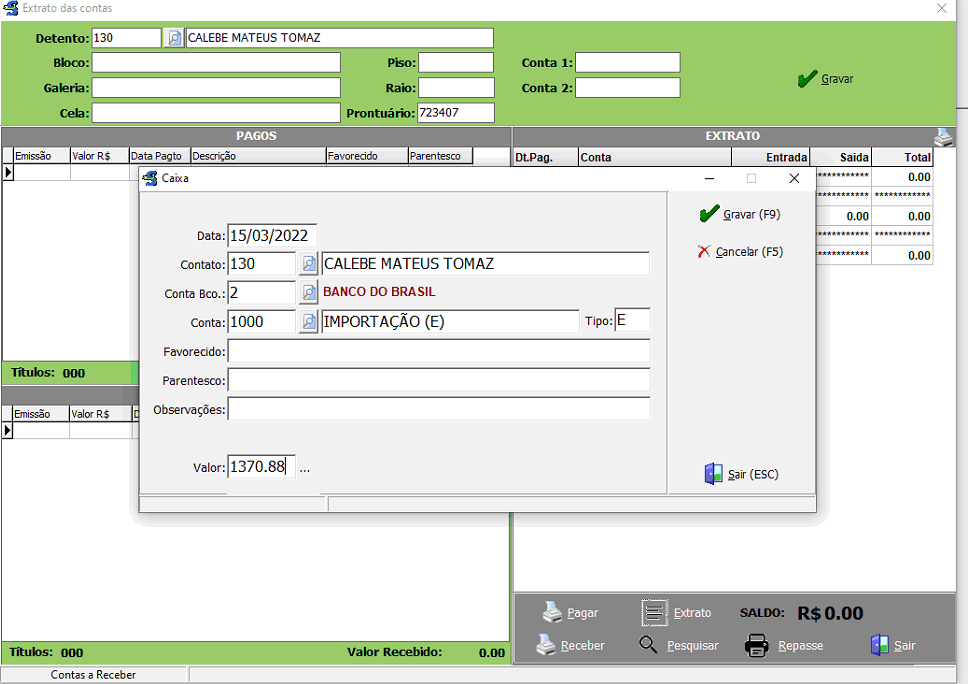 Extrato das contas
Detento: 130 CALEBE MATEUS TOMAZ
Bloco: Piso: Conta 1:
Galeria: Raio: Conta 2:
Gravar
Cela: Prontuário: 723407
PAGOS EXTRATO
Emissão Valor R$ Data Pagto Descrição Favorecido Parentesco Dt.Pag. Conta Entrada Saida Total
*********** 0.00
*********** ************
0.00 0.00
*********** ************
*********** 0.00
Caixa
Data: 15/03/2022
Gravar (F9)
Contato: 130 CALEBE MATEUS TOMAZ
Cancelar (F5)
Conta Bco.: 2 BANCO DO BRASIL
Conta: 1000 IMPORTAÇÃO (E) Tipo: E
Favorecido:
Parentesco:
Observações:
Valor: 1370.88 ...
Sair (ESC)
Títulos: 000
Emissão Valor R$ D
Pagar Extrato SALDO: R$ 0.00
Receber Pesquisar Repasse Sair
Títulos: 000 Valor Recebido: 0.00
Contas a Receber